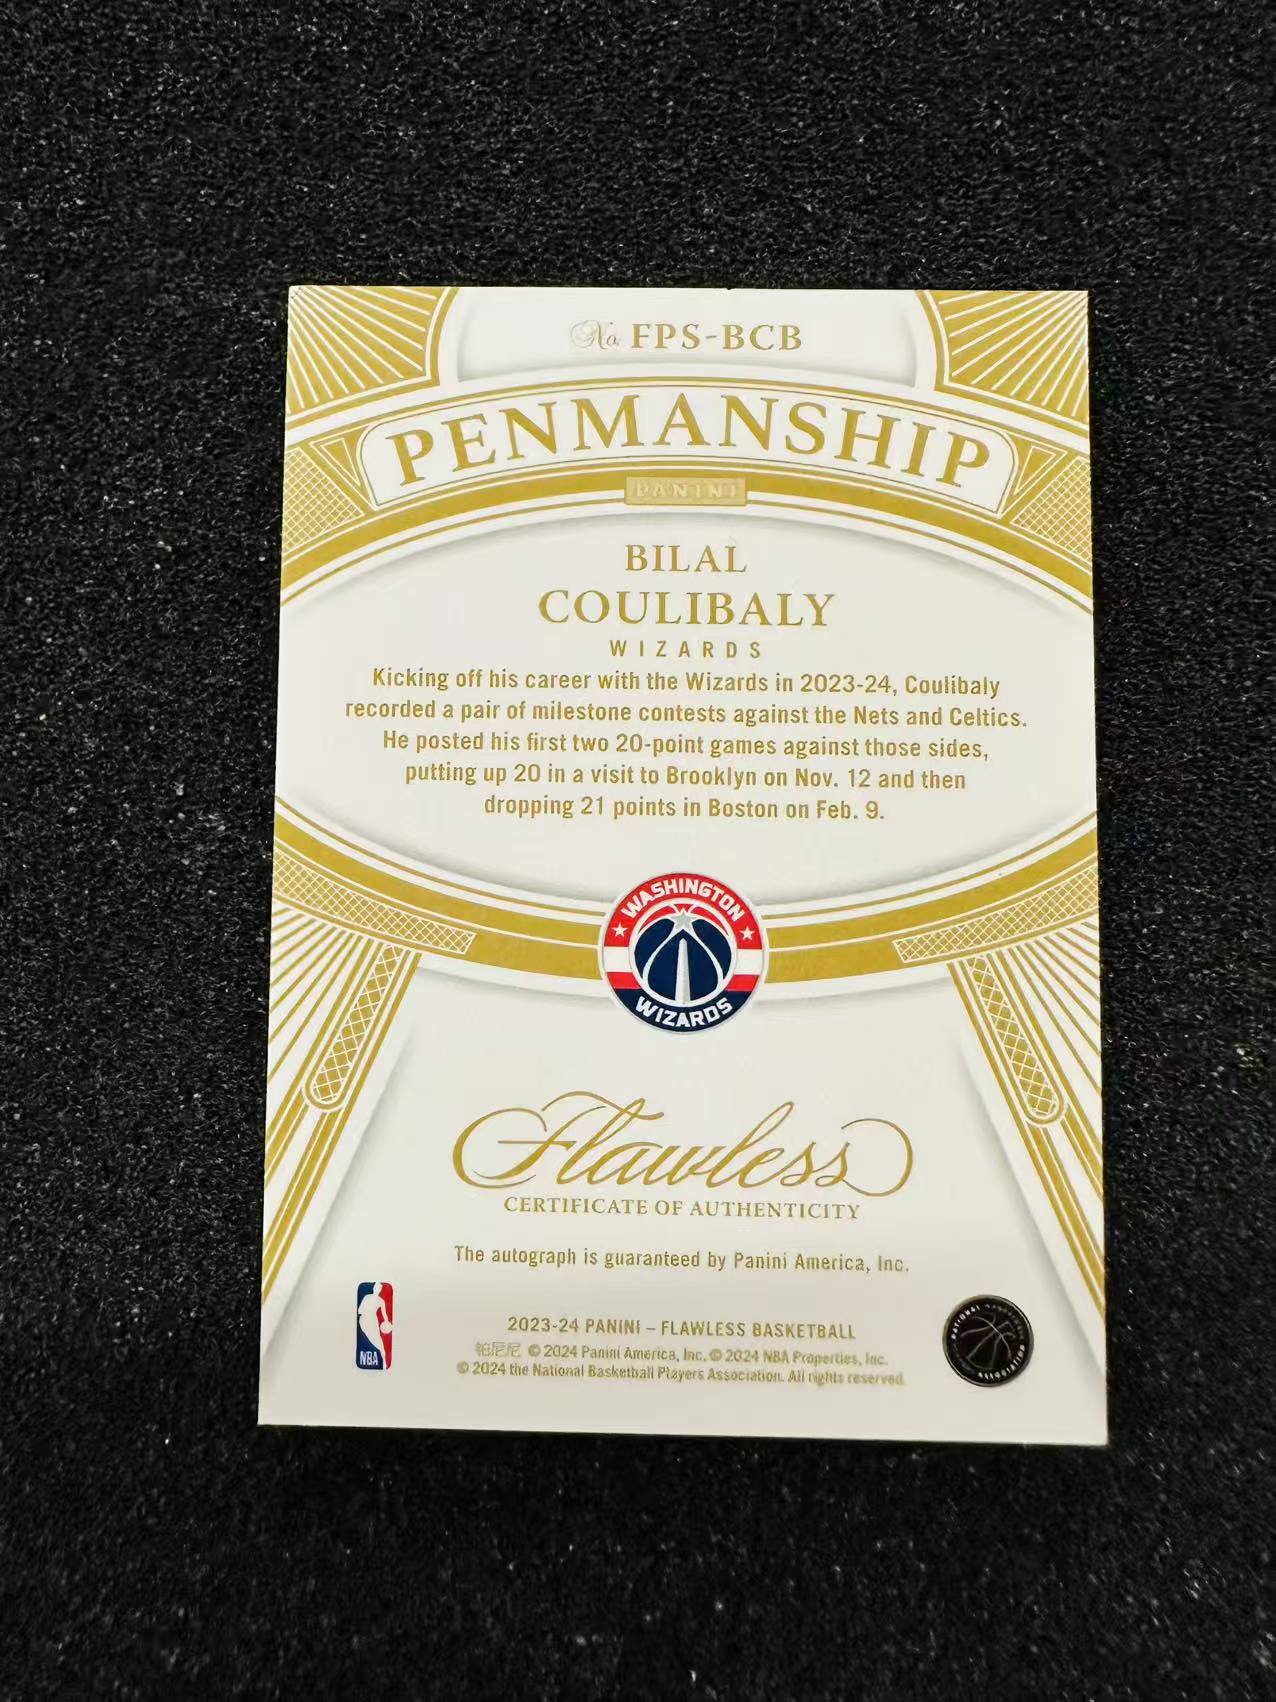 No. FPS-BCB
PENMANSHIP
PANINI
BILAL
COULIBALY
WIZARDS
Kicking off his career with the Wizards in 2023-24, Coulibaly
recorded a pair of milestone contests against the Nets and Celtics.
He posted his first two 20-point games against those sides,
putting up 20 in a visit to Brooklyn on Nov. 12 and then
dropping 21 points in Boston on Feb. 9.
WASHINGTON
WIZARDS
Flawless
CERTIFICATE OF AUTHENTICITY
The autograph is guaranteed by Panini America, Inc.
NBA
2023-24 PANINI – FLAWLESS BASKETBALL
帕尼尼 © 2024 Panini America, Inc. © 2024 NBA Properties, Inc.
© 2024 the National Basketball Players Association. All rights reserved.
NATIONAL
ASSOCIATION